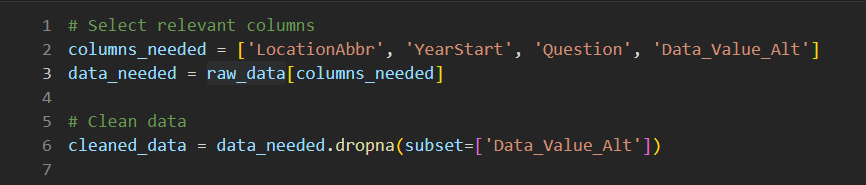 1 # Select relevant columns
2 columns_needed = ['LocationAbbr', 'YearStart', 'Question', 'Data_Value_Alt']
3 data_needed = raw_data[columns_needed]
4
5 # Clean data
6 cleaned_data = data_needed.dropna(subset=['Data_Value_Alt'])
7